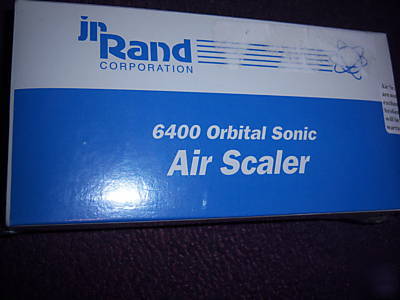 jr Rand
CORPORATION
6400 Orbital Sonic
Air Scaler